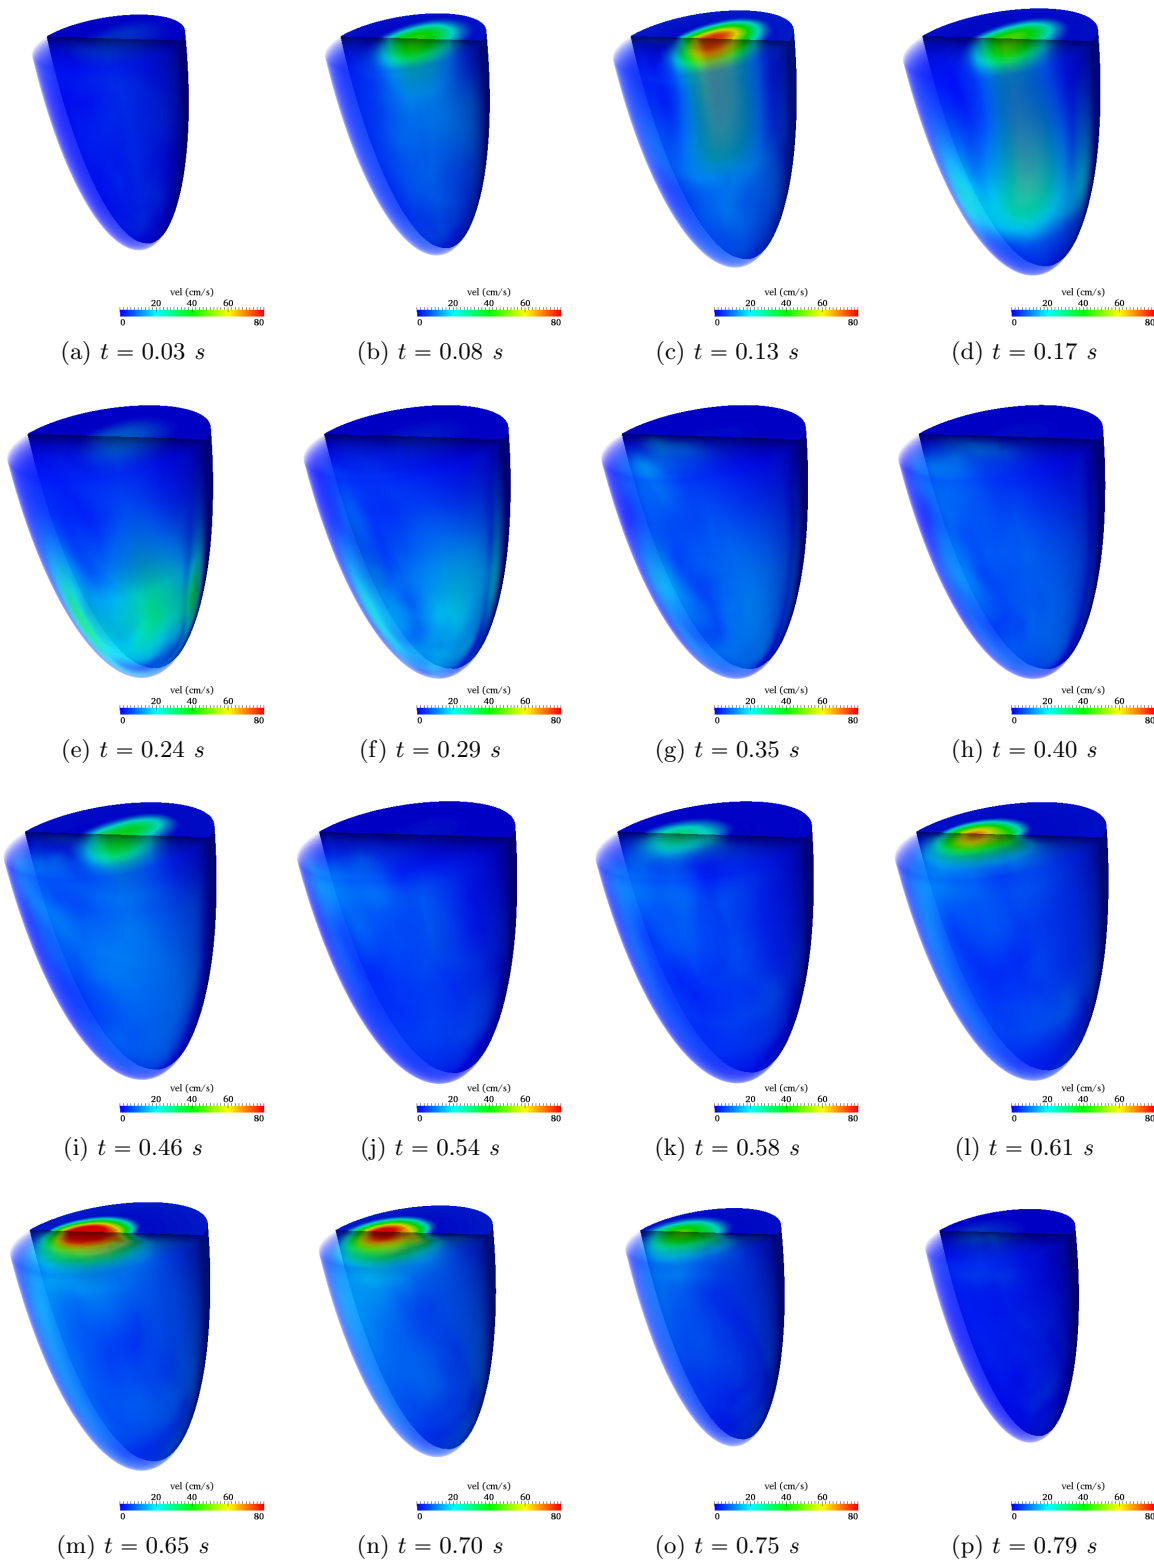 vel (cm/s) vel (cm/s) vel (cm/s) vel (cm/s)
20 40 60 20 40 60 20 40 60 20 40 60
0 80 0 80 0 80 0 80
(a) t = 0.03 s (b) t = 0.08 s (c) t = 0.13 s (d) t = 0.17 s
vel (cm/s) vel (cm/s) vel (cm/s) vel (cm/s)
20 40 60 20 40 60 20 40 60 20 40 60
0 80 0 80 0 80 0 80
(e) t = 0.24 s (f) t = 0.29 s (g) t = 0.35 s (h) t = 0.40 s
vel (cm/s) vel (cm/s) vel (cm/s) vel (cm/s)
20 40 60 20 40 60 20 40 60 20 40 60
0 80 0 80 0 80 0 80
(i) t = 0.46 s (j) t = 0.54 s (k) t = 0.58 s (l) t = 0.61 s
vel (cm/s) vel (cm/s) vel (cm/s) vel (cm/s)
20 40 60 20 40 60 20 40 60 20 40 60
0 80 0 80 0 80 0 80
(m) t = 0.65 s (n) t = 0.70 s (o) t = 0.75 s (p) t = 0.79 s